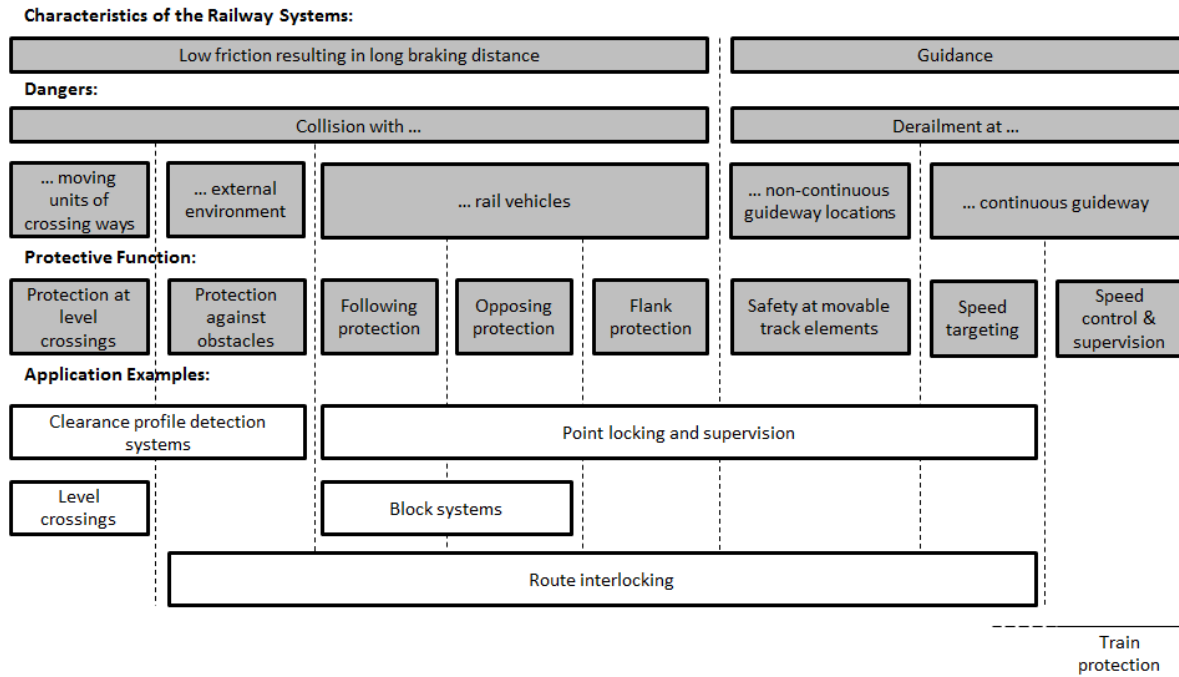 Characteristics of the Railway Systems:
Low friction resulting in long braking distance
Guidance
Dangers:
Collision with ...
Derailment at ...
... moving
units of
crossing ways
... external
environment
... rail vehicles
... non-continuous
guideway locations
... continuous guideway
Protective Function:
Protection at
level
crossings
Protection
against
obstacles
Following
protection
Opposing
protection
Flank
protection
Safety at movable
track elements
Speed
targeting
Speed
control &
supervision
Application Examples:
Clearance profile detection
systems
Point locking and supervision
Level
crossings
Block systems
Route interlocking
Train
protection